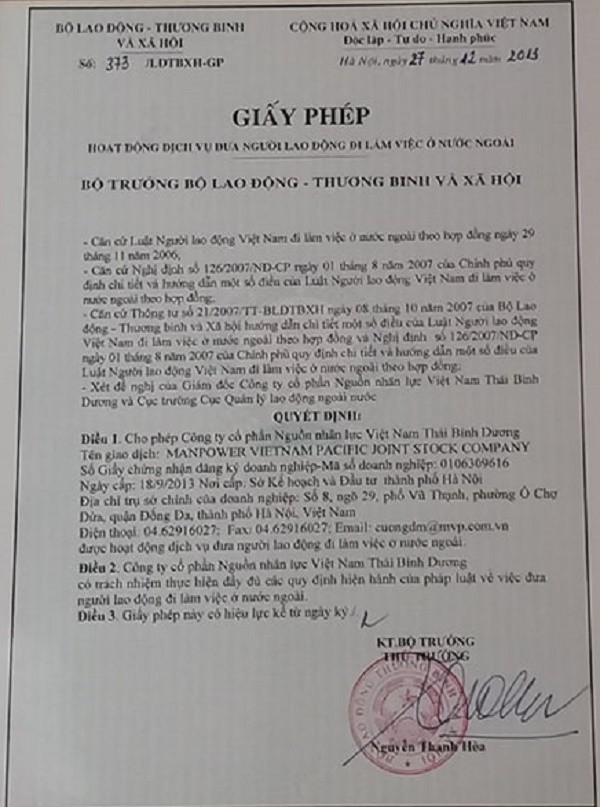 BỘ LAO ĐỘNG - THƯƠNG BINH
VÀ XÃ HỘI
Số: 373 /LĐTBXH-GP
CỘNG HOÀ XÃ HỘI CHỦ NGHĨA VIỆT NAM
Độc lập - Tự do - Hạnh phúc
Hà Nội, ngày 27 tháng 12 năm 2013
GIẤY PHÉP
HOẠT ĐỘNG DỊCH VỤ ĐƯA NGƯỜI LAO ĐỘNG ĐI LÀM VIỆC Ở NƯỚC NGOÀI
BỘ TRƯỞNG BỘ LAO ĐỘNG - THƯƠNG BINH VÀ XÃ HỘI
- Căn cứ Luật Người lao động Việt Nam đi làm việc ở nước ngoài theo hợp đồng ngày 29
tháng 11 năm 2006;
- Căn cứ Nghị định số 126/2007/NĐ-CP ngày 01 tháng 8 năm 2007 của Chính phủ quy
định chi tiết và hướng dẫn một số điều của Luật Người lao động Việt Nam đi làm việc ở
nước ngoài theo hợp đồng;
- Căn cứ Thông tư số 21/2007/TT-BLĐTBXH ngày 08 tháng 10 năm 2007 của Bộ Lao
động - Thương binh và Xã hội hướng dẫn chi tiết một số điều của Luật Người lao động
Việt Nam đi làm việc ở nước ngoài theo hợp đồng và Nghị định số 126/2007/NĐ-CP
ngày 01 tháng 8 năm 2007 của Chính phủ quy định chi tiết và hướng dẫn một số điều của
Luật Người lao động Việt Nam đi làm việc ở nước ngoài theo hợp đồng;
- Xét đề nghị của Giám đốc Công ty cổ phần Nguồn nhân lực Việt Nam Thái Bình
Dương và Cục trưởng Cục Quản lý lao động ngoài nước
QUYẾT ĐỊNH:
Điều 1. Cho phép Công ty cổ phần Nguồn nhân lực Việt Nam Thái Bình Dương
Tên giao dịch: MANPOWER VIETNAM PACIFIC JOINT STOCK COMPANY
Số Giấy chứng nhận đăng ký doanh nghiệp-Mã số doanh nghiệp: 0106309616
Ngày cấp: 18/9/2013 Nơi cấp: Sở Kế hoạch và Đầu tư thành phố Hà Nội
Địa chỉ trụ sở chính của doanh nghiệp: Số 8, ngõ 29, phố Vũ Thạnh, phường Ô Chợ
Dừa, quận Đống Đa, thành phố Hà Nội, Việt Nam
Điện thoại: 04.62916027; Fax: 04.62916027; Email: cuongdm@mvp.com.vn
được hoạt động dịch vụ đưa người lao động đi làm việc ở nước ngoài.
Điều 2. Công ty cổ phần Nguồn nhân lực Việt Nam Thái Bình Dương
có trách nhiệm thực hiện đầy đủ các quy định hiện hành của pháp luật về việc đưa
người lao động đi làm việc ở nước ngoài.
Điều 3. Giấy phép này có hiệu lực kể từ ngày ký./.
KT.BỘ TRƯỞNG
THỨ TRƯỞNG
BỘ LAO ĐỘNG THƯƠNG BINH
XÃ HỘI
Nguyễn Thanh Hòa